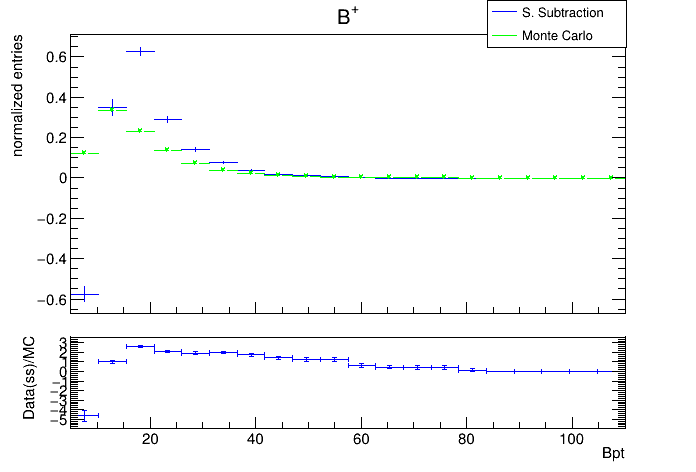 B+
S. Subtraction
Monte Carlo
normalized entries
0.6
0.4
0.2
0
−0.2
−0.4
−0.6
Data(ss)/MC
3
2
1
0
−1
−2
−3
−4
−5
20 40 60 80 100
Bpt